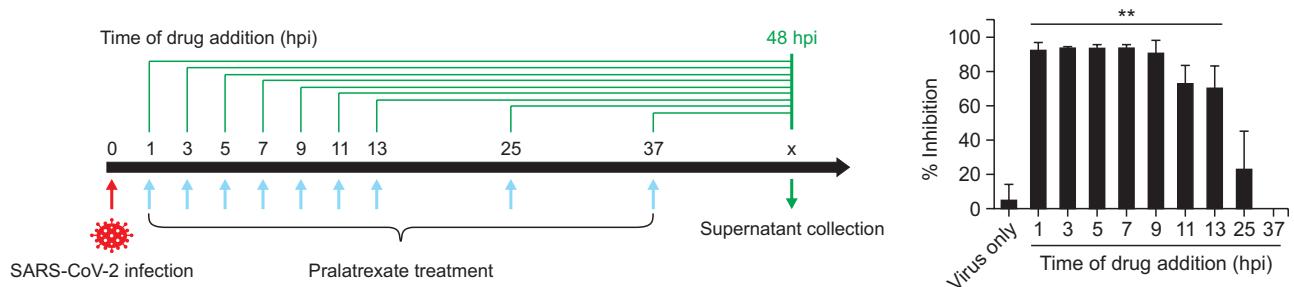 Time of drug addition (hpi)
48 hpi
0 1 3 5 7 9 11 13 25 37 x
SARS-CoV-2 infection
Pralatrexate treatment
Supernatant collection
**
% Inhibition
100
80
60
40
20
0
Virus only 1 3 5 7 9 11 13 25 37
Time of drug addition (hpi)